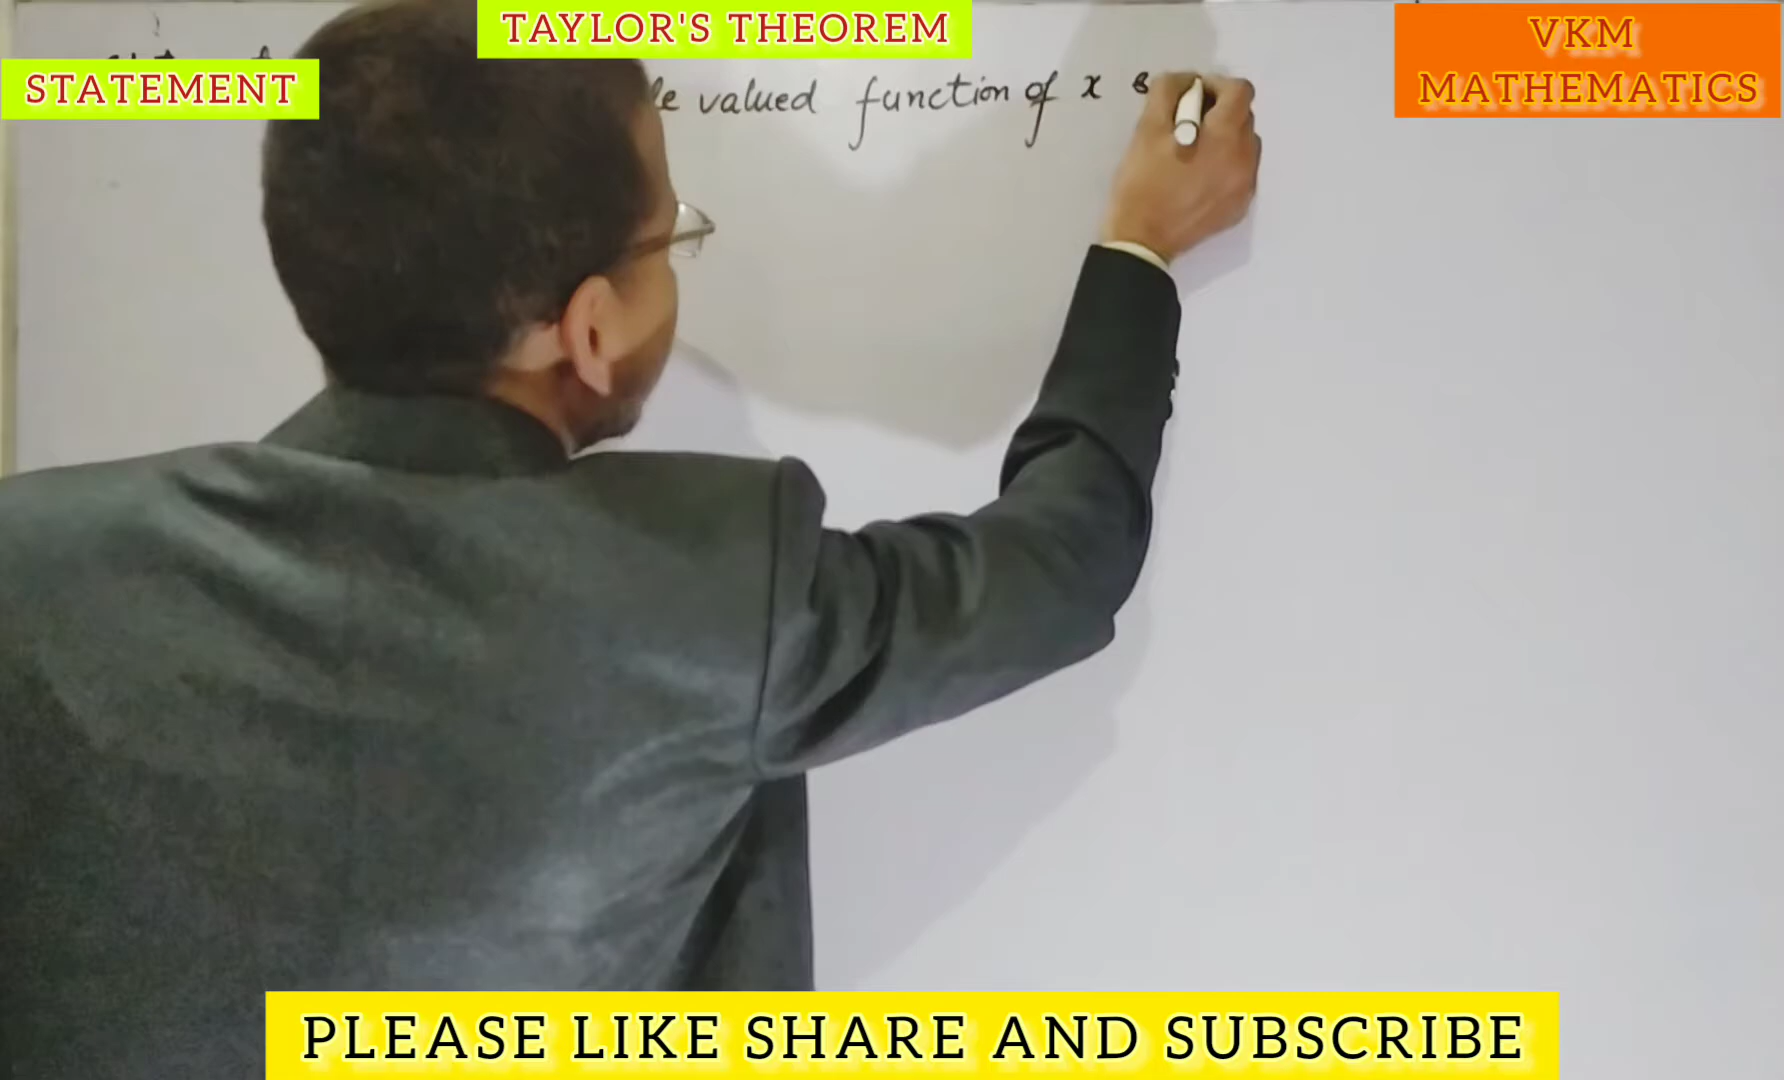 TAYLOR'S THEOREM
VKM
MATHEMATICS
STATEMENT
valued function of x
PLEASE LIKE SHARE AND SUBSCRIBE